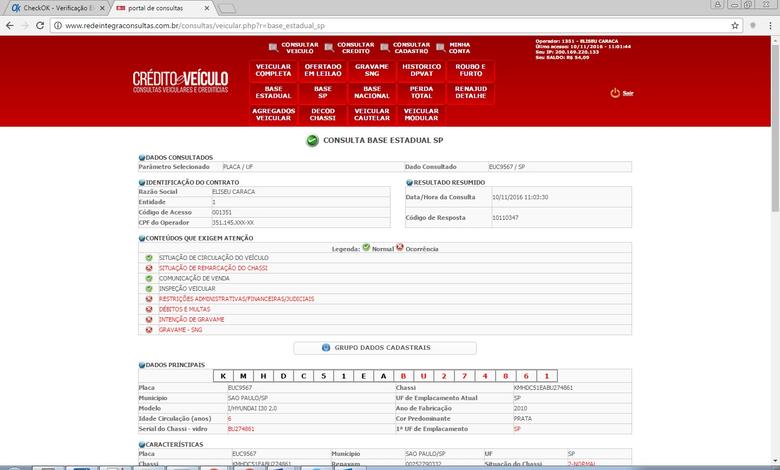 CheckOK - Verificação El
portal de consultas
www.redeintegraconsultas.com.br/consultas/veicular.php?r=base_estadual_sp
Operador: 1351 - ELISEU CARACA
Último acesso: 10/11/2016 - 11:01:44
Seu IP: 200.169.220.133
Seu SALDO: R$ 54,09
CONSULTAR VEICULO
CONSULTAR CREDITO
CONSULTAR CADASTRO
MINHA CONTA
CRÉDITO e VEÍCULO
CONSULTAS VEICULARES E CREDITÍCIAS
VEICULAR COMPLETA
OFERTADO EM LEILAO
GRAVAME SNG
HISTORICO DPVAT
ROUBO E FURTO
BASE ESTADUAL
BASE SP
BASE NACIONAL
PERDA TOTAL
RENAJUD DETALHE
AGREGADOS VEICULAR
DECOD CHASSI
VEICULAR CAUTELAR
VEICULAR MODULAR
Sair
CONSULTA BASE ESTADUAL SP
DADOS CONSULTADOS
Parâmetro Selecionado PLACA / UF Dado Consultado EUC9567 / SP
IDENTIFICAÇÃO DO CONTRATO
Razão Social ELISEU CARACA
Entidade 1
Código de Acesso 001351
CPF do Operador 351.145.XXX-XX
RESULTADO RESUMIDO
Data/Hora da Consulta 10/11/2016 11:03:30
Código de Resposta 10110347
CONTEÚDOS QUE EXIGEM ATENÇÃO
Legenda: Normal Ocorrência
SITUAÇÃO DE CIRCULAÇÃO DO VEÍCULO
SITUAÇÃO DE REMARCAÇÃO DO CHASSI
COMUNICAÇÃO DE VENDA
INSPEÇÃO VEICULAR
RESTRIÇÕES ADMINISTRATIVAS/FINANCEIRAS/JUDICIAIS
DÉBITOS E MULTAS
INTENÇÃO DE GRAVAME
GRAVAME - SNG
GRUPO DADOS CADASTRAIS
DADOS PRINCIPAIS
K M H D C 5 1 E A B U 2 7 4 8 6 1
Placa EUC9567 Chassi KMHDC51EABU274861
Município SAO PAULO/SP UF de Emplacamento Atual SP
Modelo I/HYUNDAI I30 2.0 Ano de Fabricação 2010
Idade Circulação (anos) 6 Cor Predominante PRATA
Serial do Chassi - vidro BU274861 1ª UF de Emplacamento SP
CARACTERÍSTICAS
Placa EUC9567 Município SAO PAULO/SP UF SP
Chassi KMHDC51EABU274861 Renavam 00252790332 Situação do Chassi 2-NORMAL